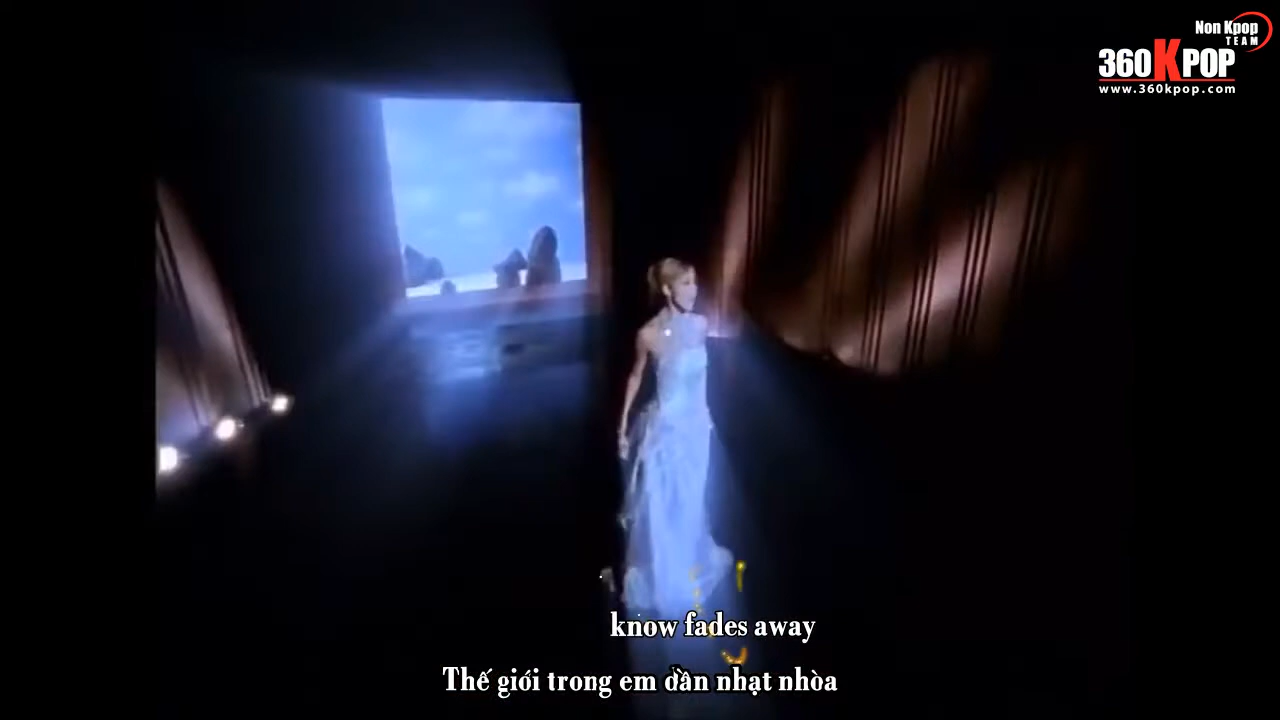 Non Kpop
TEAM
360KPOP
www.360kpop.com
know fades away
Thế giới trong em dần nhạt nhòa